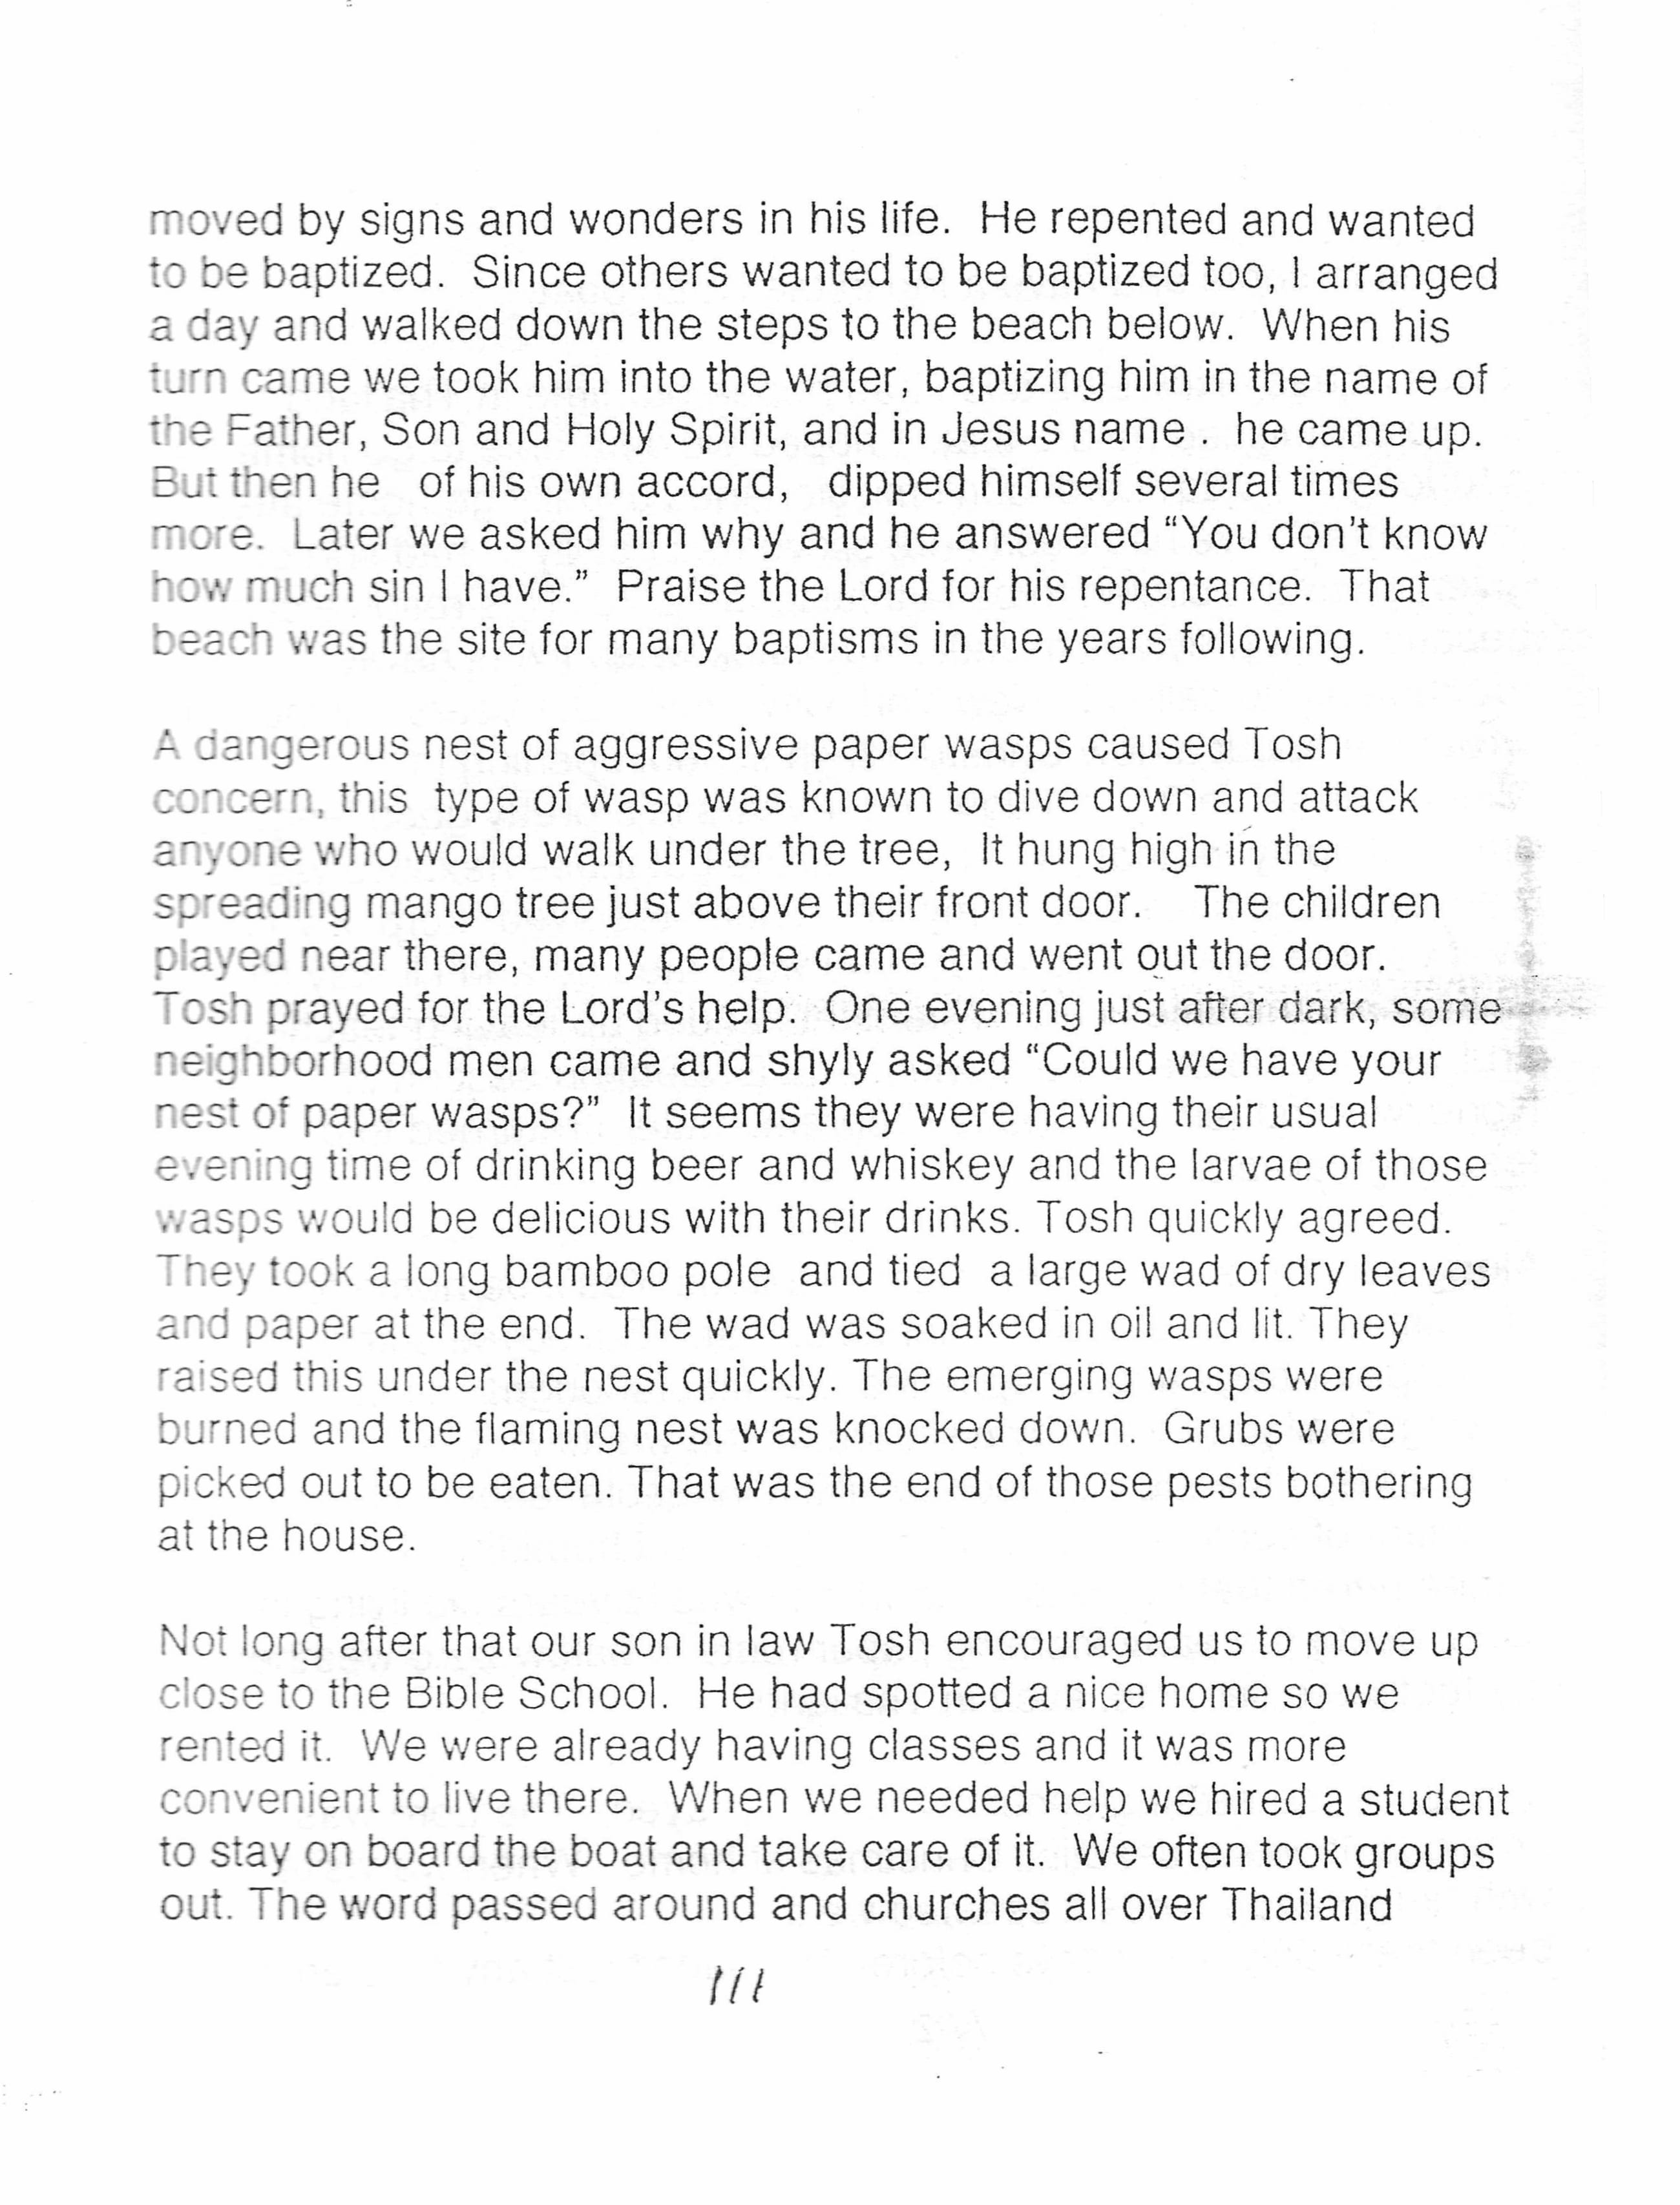 moved by signs and wonders in his life.  He repented and wanted
to be baptized.  Since others wanted to be baptized too, I arranged
a day and walked down the steps to the beach below.  When his
turn came we took him into the water, baptizing him in the name of
the Father, Son and Holy Spirit, and in Jesus name .  he came up.
But then he   of his own accord,   dipped himself several times
more.  Later we asked him why and he answered “You don’t know
how much sin I have.”  Praise the Lord for his repentance.  That
beach was the site for many baptisms in the years following.

A dangerous nest of aggressive paper wasps caused Tosh
concern, this  type of wasp was known to dive down and attack
anyone who would walk under the tree,  It hung high in the
spreading mango tree just above their front door.    The children
played near there, many people came and went out the door.
Tosh prayed for the Lord’s help.  One evening just after dark, some
neighborhood men came and shyly asked “Could we have your
nest of paper wasps?”  It seems they were having their usual
evening time of drinking beer and whiskey and the larvae of those
wasps would be delicious with their drinks. Tosh quickly agreed.
They took a long bamboo pole  and tied  a large wad of dry leaves
and paper at the end.  The wad was soaked in oil and lit. They
raised this under the nest quickly. The emerging wasps were
burned and the flaming nest was knocked down.  Grubs were
picked out to be eaten. That was the end of those pests bothering
at the house.

Not long after that our son in law Tosh encouraged us to move up
close to the Bible School.  He had spotted a nice home so we
rented it.  We were already having classes and it was more
convenient to live there.  When we needed help we hired a student
to stay on board the boat and take care of it.  We often took groups
out. The word passed around and churches all over Thailand
111